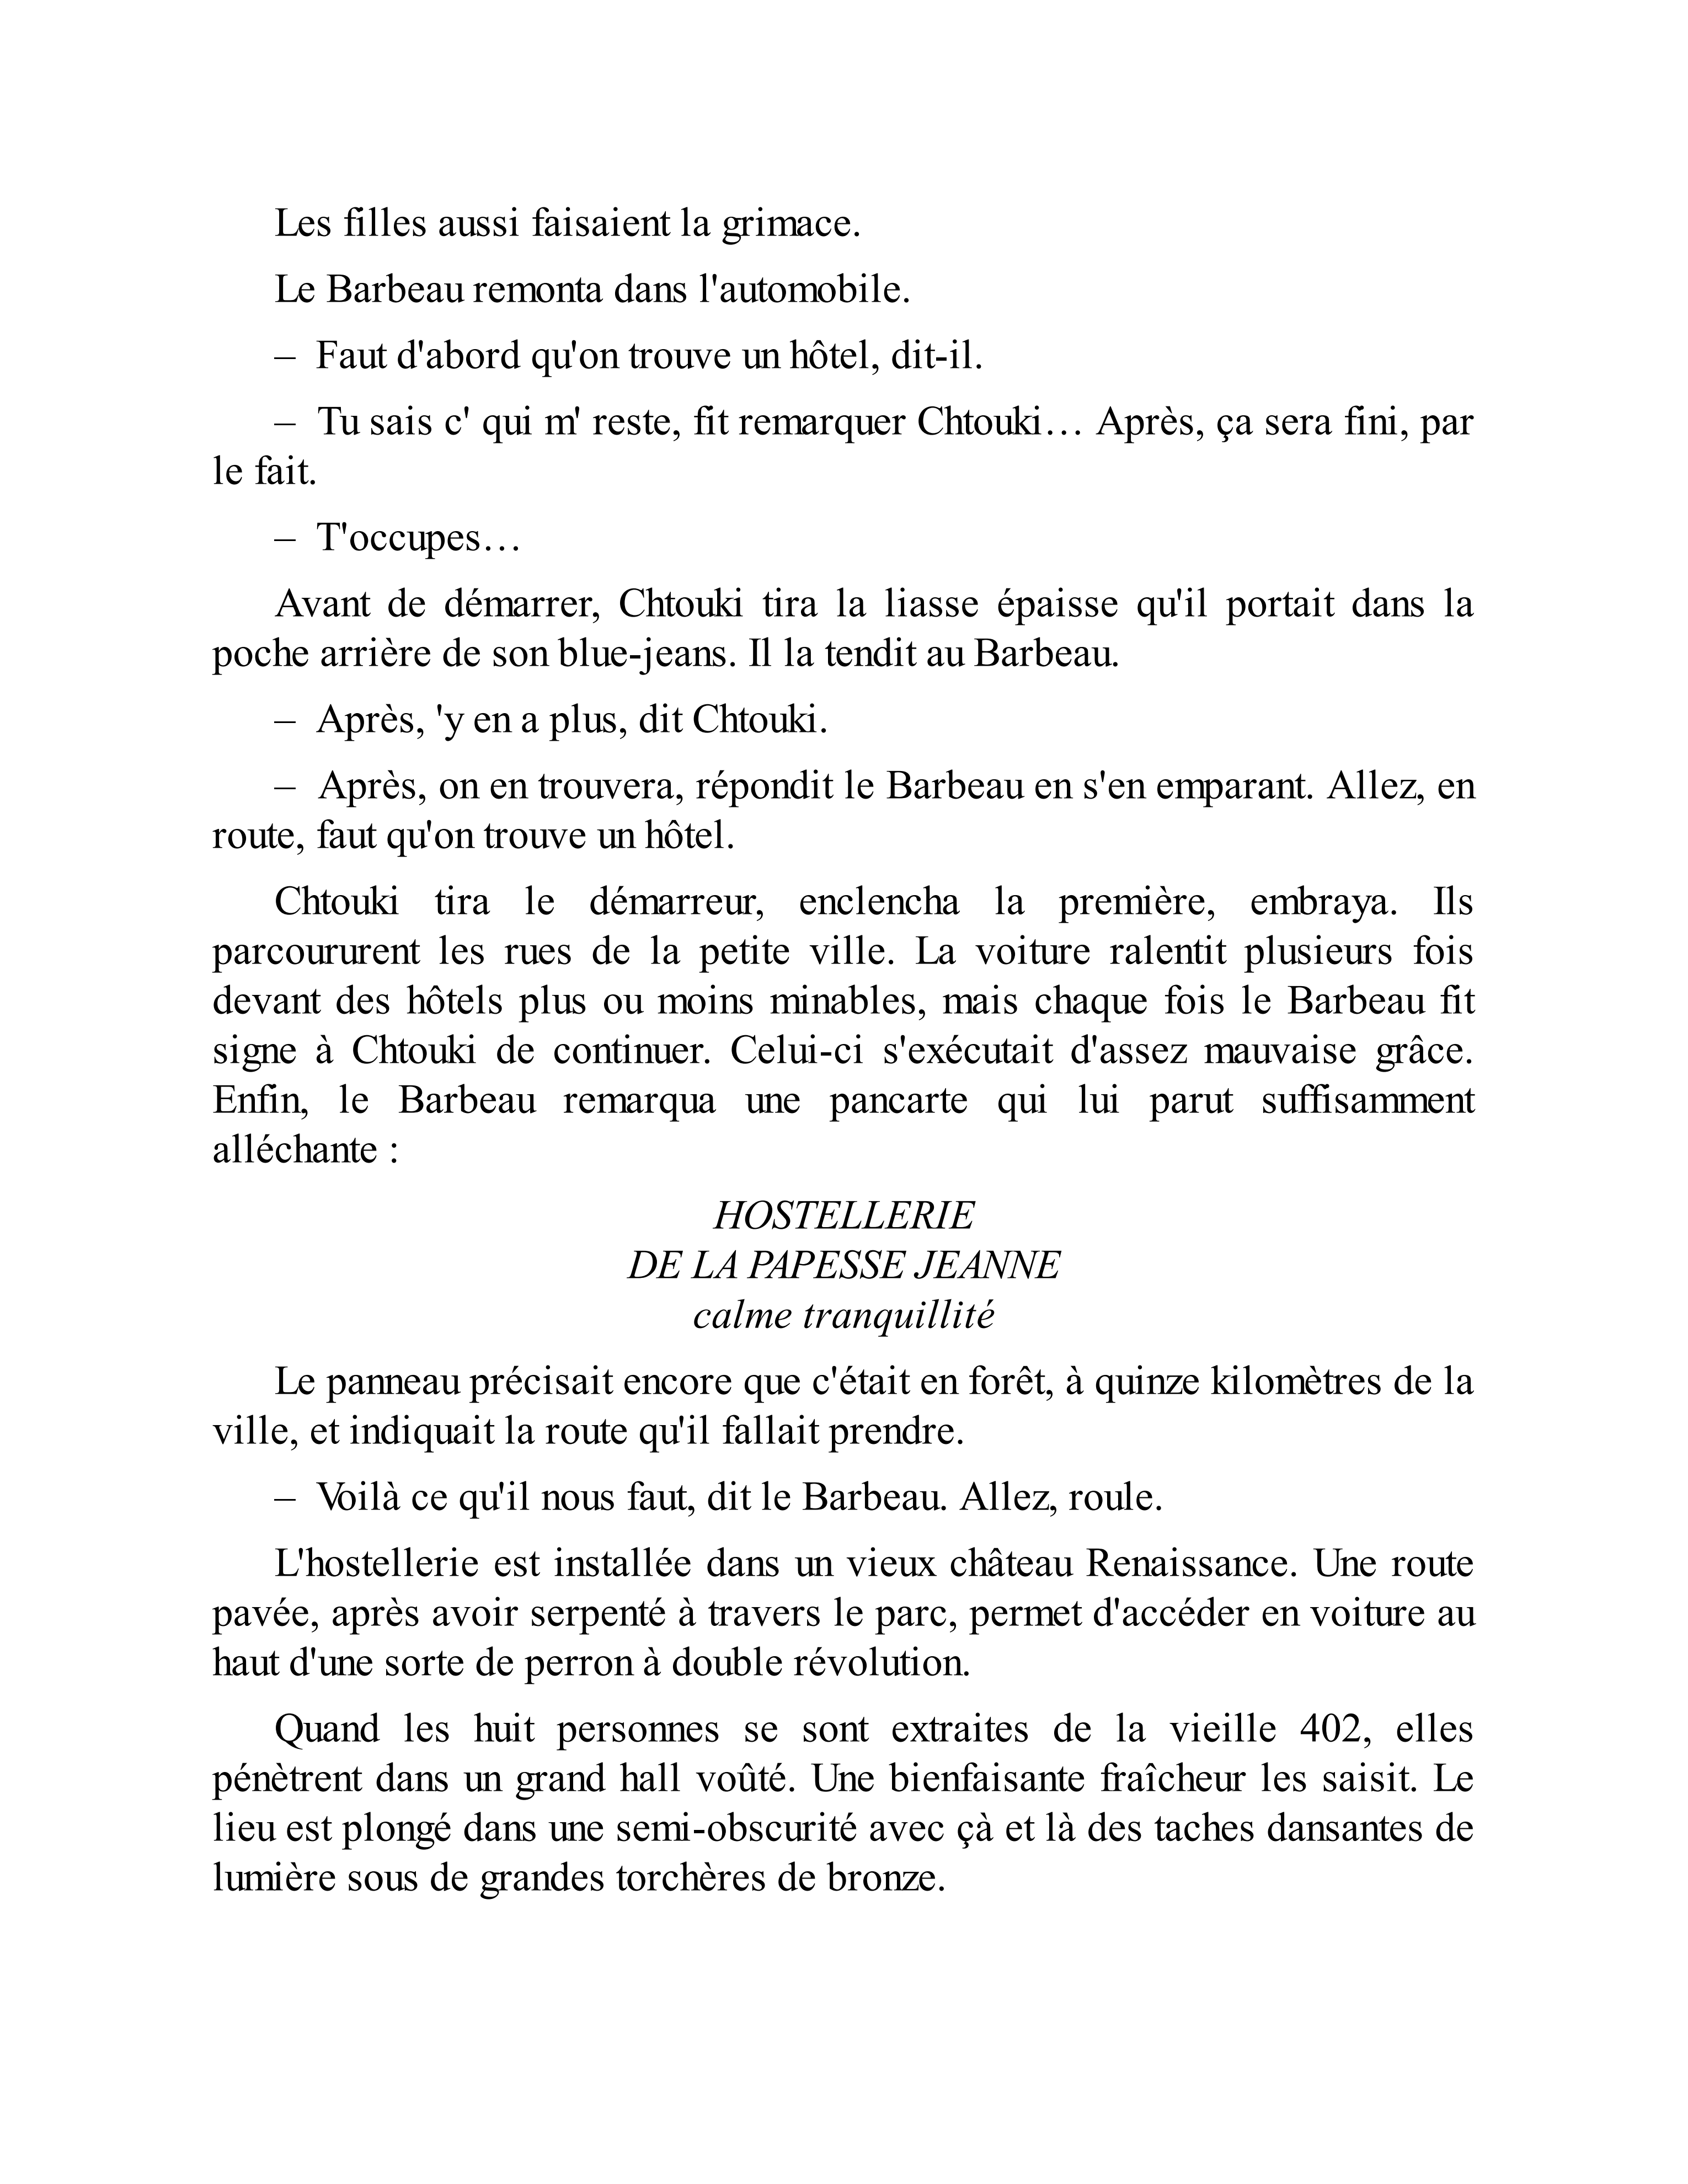 Les filles aussi faisaient la grimace.
Le Barbeau remonta dans l'automobile.
– Faut d'abord qu'on trouve un hôtel, dit-il.
– Tu sais c' qui m' reste, fit remarquer Chtouki… Après, ça sera fini, par
le fait.
– T'occupes…
Avant de démarrer, Chtouki tira la liasse épaisse qu'il portait dans la
poche arrière de son blue-jeans. Il la tendit au Barbeau.
– Après, 'y en a plus, dit Chtouki.
– Après, on en trouvera, répondit le Barbeau en s'en emparant. Allez, en
route, faut qu'on trouve un hôtel.
Chtouki tira le démarreur, enclencha la première, embraya. Ils
parcoururent les rues de la petite ville. La voiture ralentit plusieurs fois
devant des hôtels plus ou moins minables, mais chaque fois le Barbeau fit
signe à Chtouki de continuer. Celui-ci s'exécutait d'assez mauvaise grâce.
Enfin, le Barbeau remarqua une pancarte qui lui parut suffisamment
alléchante :
HOSTELLERIE
DE LA PAPESSE JEANNE
calme tranquillité
Le panneau précisait encore que c'était en forêt, à quinze kilomètres de la
ville, et indiquait la route qu'il fallait prendre.
– Voilà ce qu'il nous faut, dit le Barbeau. Allez, roule.
L'hostellerie est installée dans un vieux château Renaissance. Une route
pavée, après avoir serpenté à travers le parc, permet d'accéder en voiture au
haut d'une sorte de perron à double révolution.
Quand les huit personnes se sont extraites de la vieille 402, elles
pénètrent dans un grand hall voûté. Une bienfaisante fraîcheur les saisit. Le
lieu est plongé dans une semi-obscurité avec çà et là des taches dansantes de
lumière sous de grandes torchères de bronze.